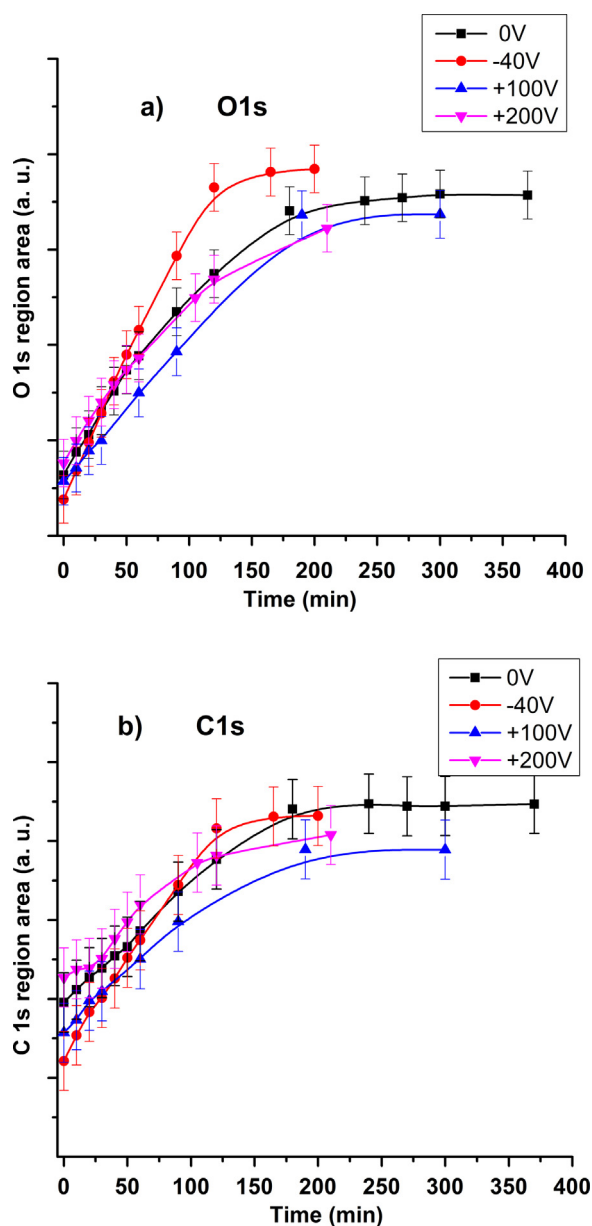 0V
-40V
+100V
+200V
a) O1s
O 1s region area (a. u.)
0 50 100 150 200 250 300 350 400
Time (min)
0V
-40V
+100V
+200V
b) C1s
C 1s region area (a. u.)
0 50 100 150 200 250 300 350 400
Time (min)